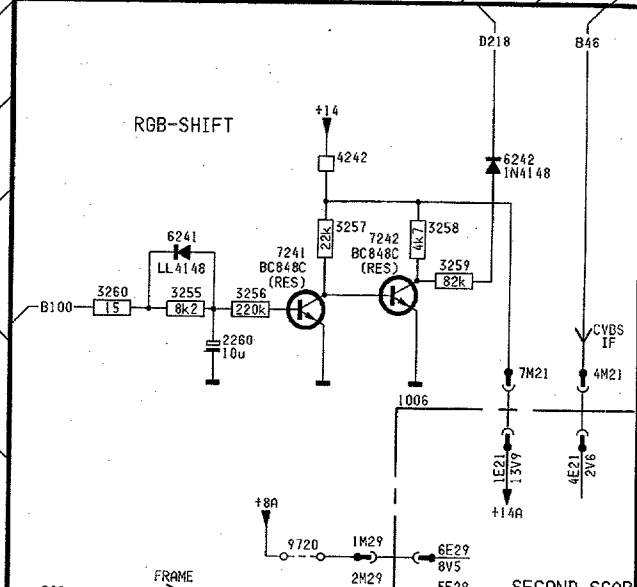 D218
B46
+14
RGB-SHIFT
4242
6242
1N4148
3257
22k
3258
4k7
6241
LL4148
7241
BC848C
(RES)
7242
BC848C
(RES)
3259
82k
B100
3260
15
3255
8k2
3256
220k
2260
10u
CVBS
IF
7M21
4M21
1006
1E21
13V9
4E21
2V6
+14A
+8A
9720
1M29
6E29
8V5
2M29
FRAME